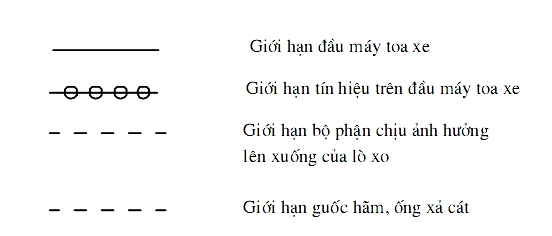 Giới hạn đầu máy toa xe
Giới hạn tín hiệu trên đầu máy toa xe
Giới hạn bộ phận chịu ảnh hưởng
lên xuống của lò xo
Giới hạn guốc hãm, ống xả cát